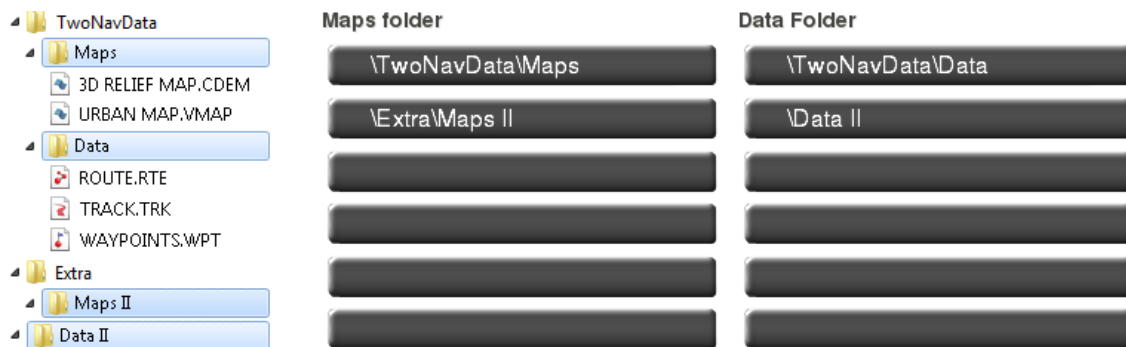 TwoNavData
Maps
3D RELIEF MAP.CDEM
URBAN MAP.VMAP
Data
ROUTE.RTE
TRACK.TRK
WAYPOINTS.WPT
Extra
Maps II
Data II
Maps folder
\TwoNavData\Maps
\Extra\Maps II
Data Folder
\TwoNavData\Data
\Data II